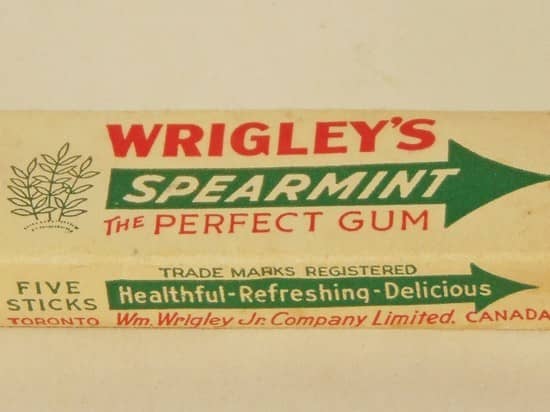 WRIGLEY'S
SPEARMINT
THE PERFECT GUM
TRADE MARKS REGISTERED
FIVE STICKS
Healthful-Refreshing-Delicious
TORONTO Wm. Wrigley Jr. Company Limited. CANADA